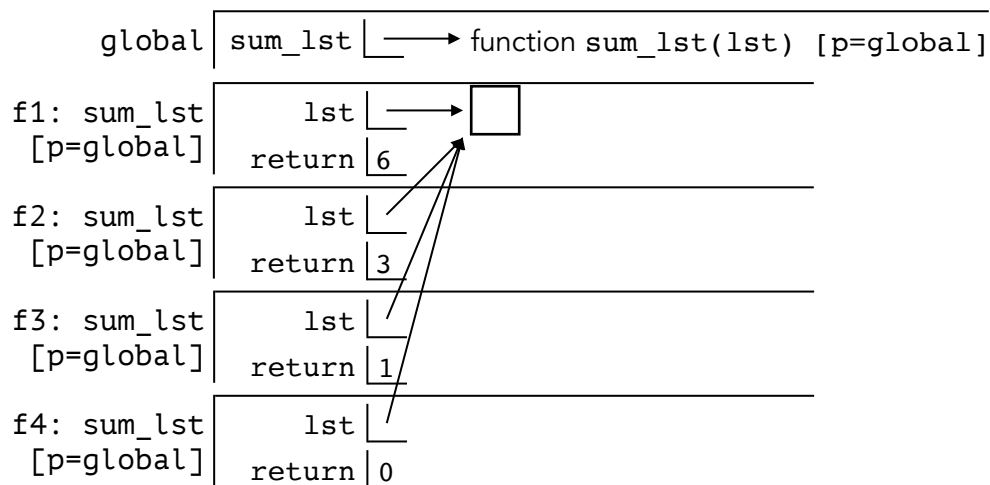 global sum_lst function sum_lst(lst) [p=global]
f1: sum_lst lst
[p=global] return 6
f2: sum_lst lst
[p=global] return 3
f3: sum_lst lst
[p=global] return 1
f4: sum_lst lst
[p=global] return 0